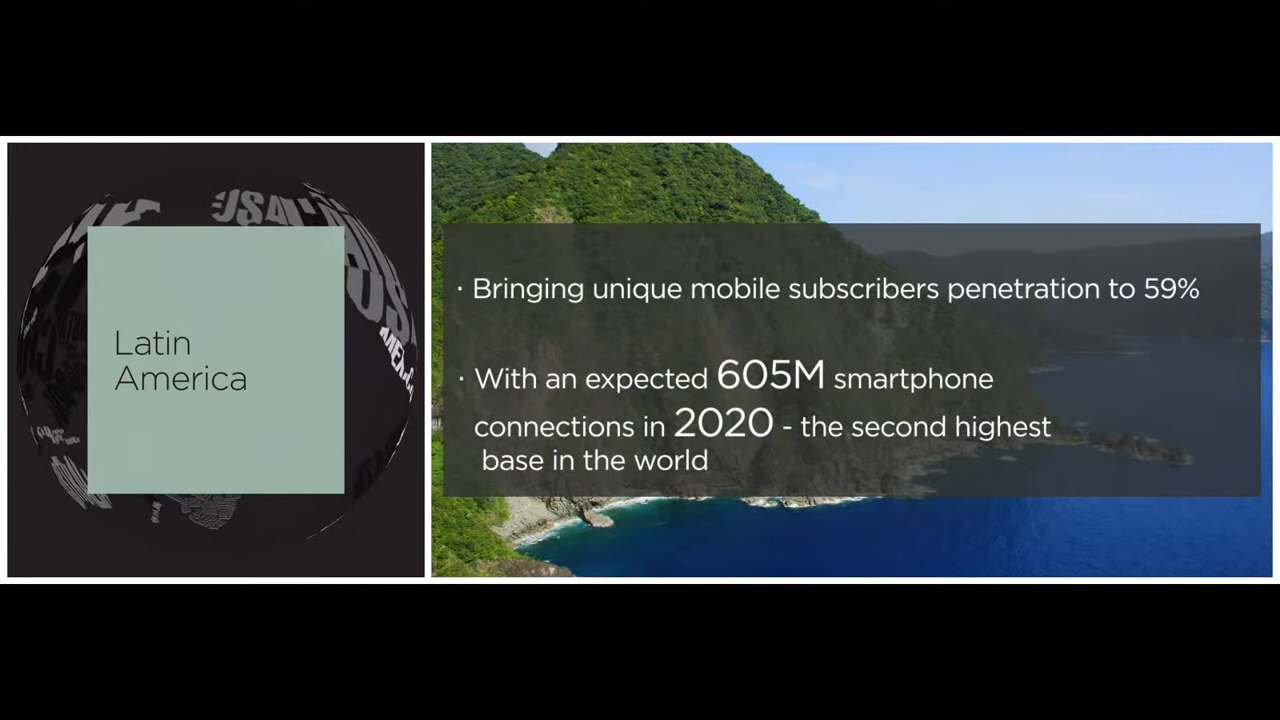 Latin
America
· Bringing unique mobile subscribers penetration to 59%
· With an expected 605M smartphone
connections in 2020 - the second highest
base in the world
USA